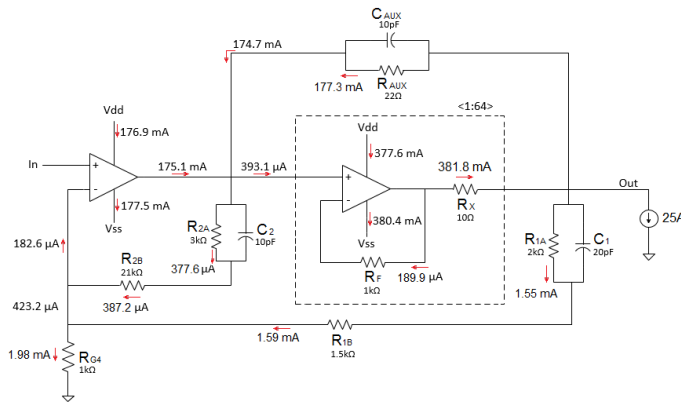 C AUX
10pF
174.7 mA
R AUX
22Ω
177.3 mA
<1:64>
Vdd
176.9 mA
In
+
-
175.1 mA
393.1 µA
Vdd
377.6 mA
+
-
381.8 mA
RX
10Ω
Out
25A
177.5 mA
Vss
380.4 mA
Vss
182.6 µA
R2A
3kΩ
C2
10pF
R1A
2kΩ
C1
20pF
R2B
21kΩ
377.6 µA
RF
1kΩ
189.9 µA
387.2 µA
1.55 mA
423.2 µA
1.59 mA
R1B
1.5kΩ
1.98 mA
RG4
1kΩ